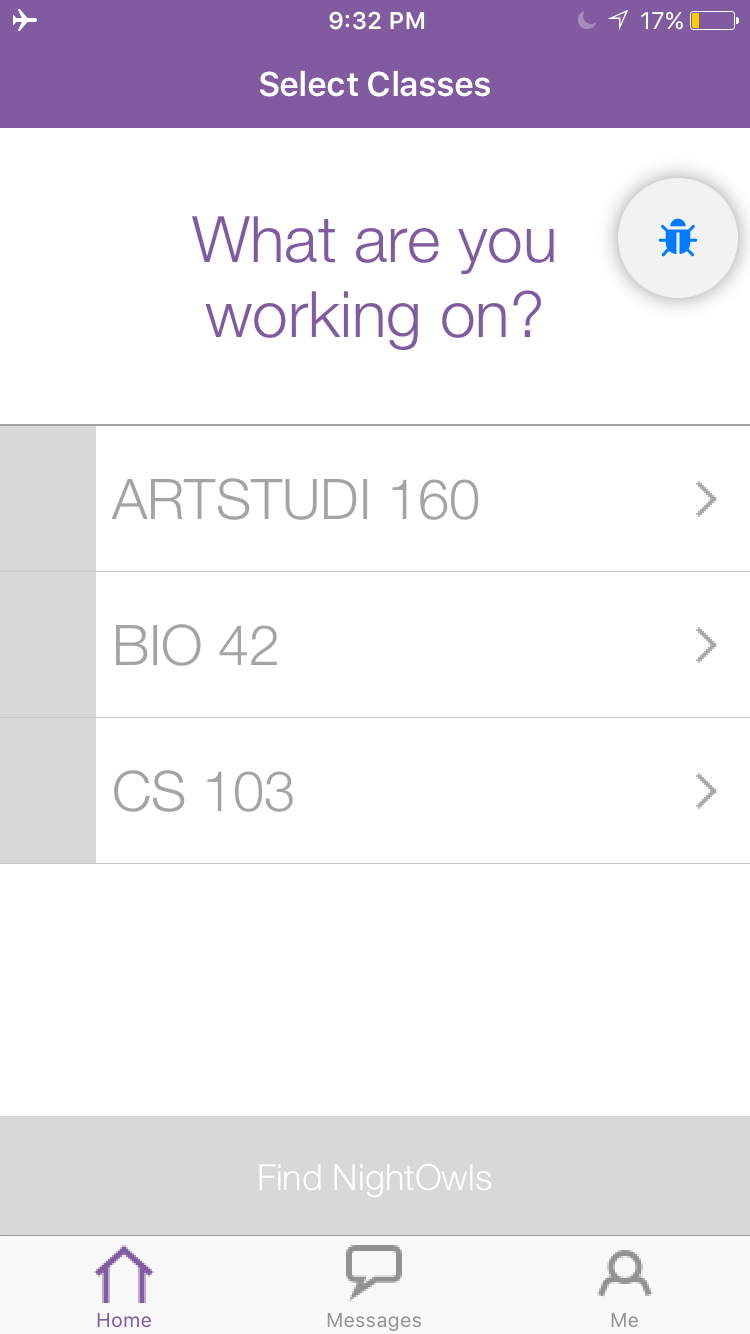 9:32 PM
17%
Select Classes
What are you
working on?
ARTSTUDI 160
BIO 42
CS 103
Find NightOwls
Home
Messages
Me